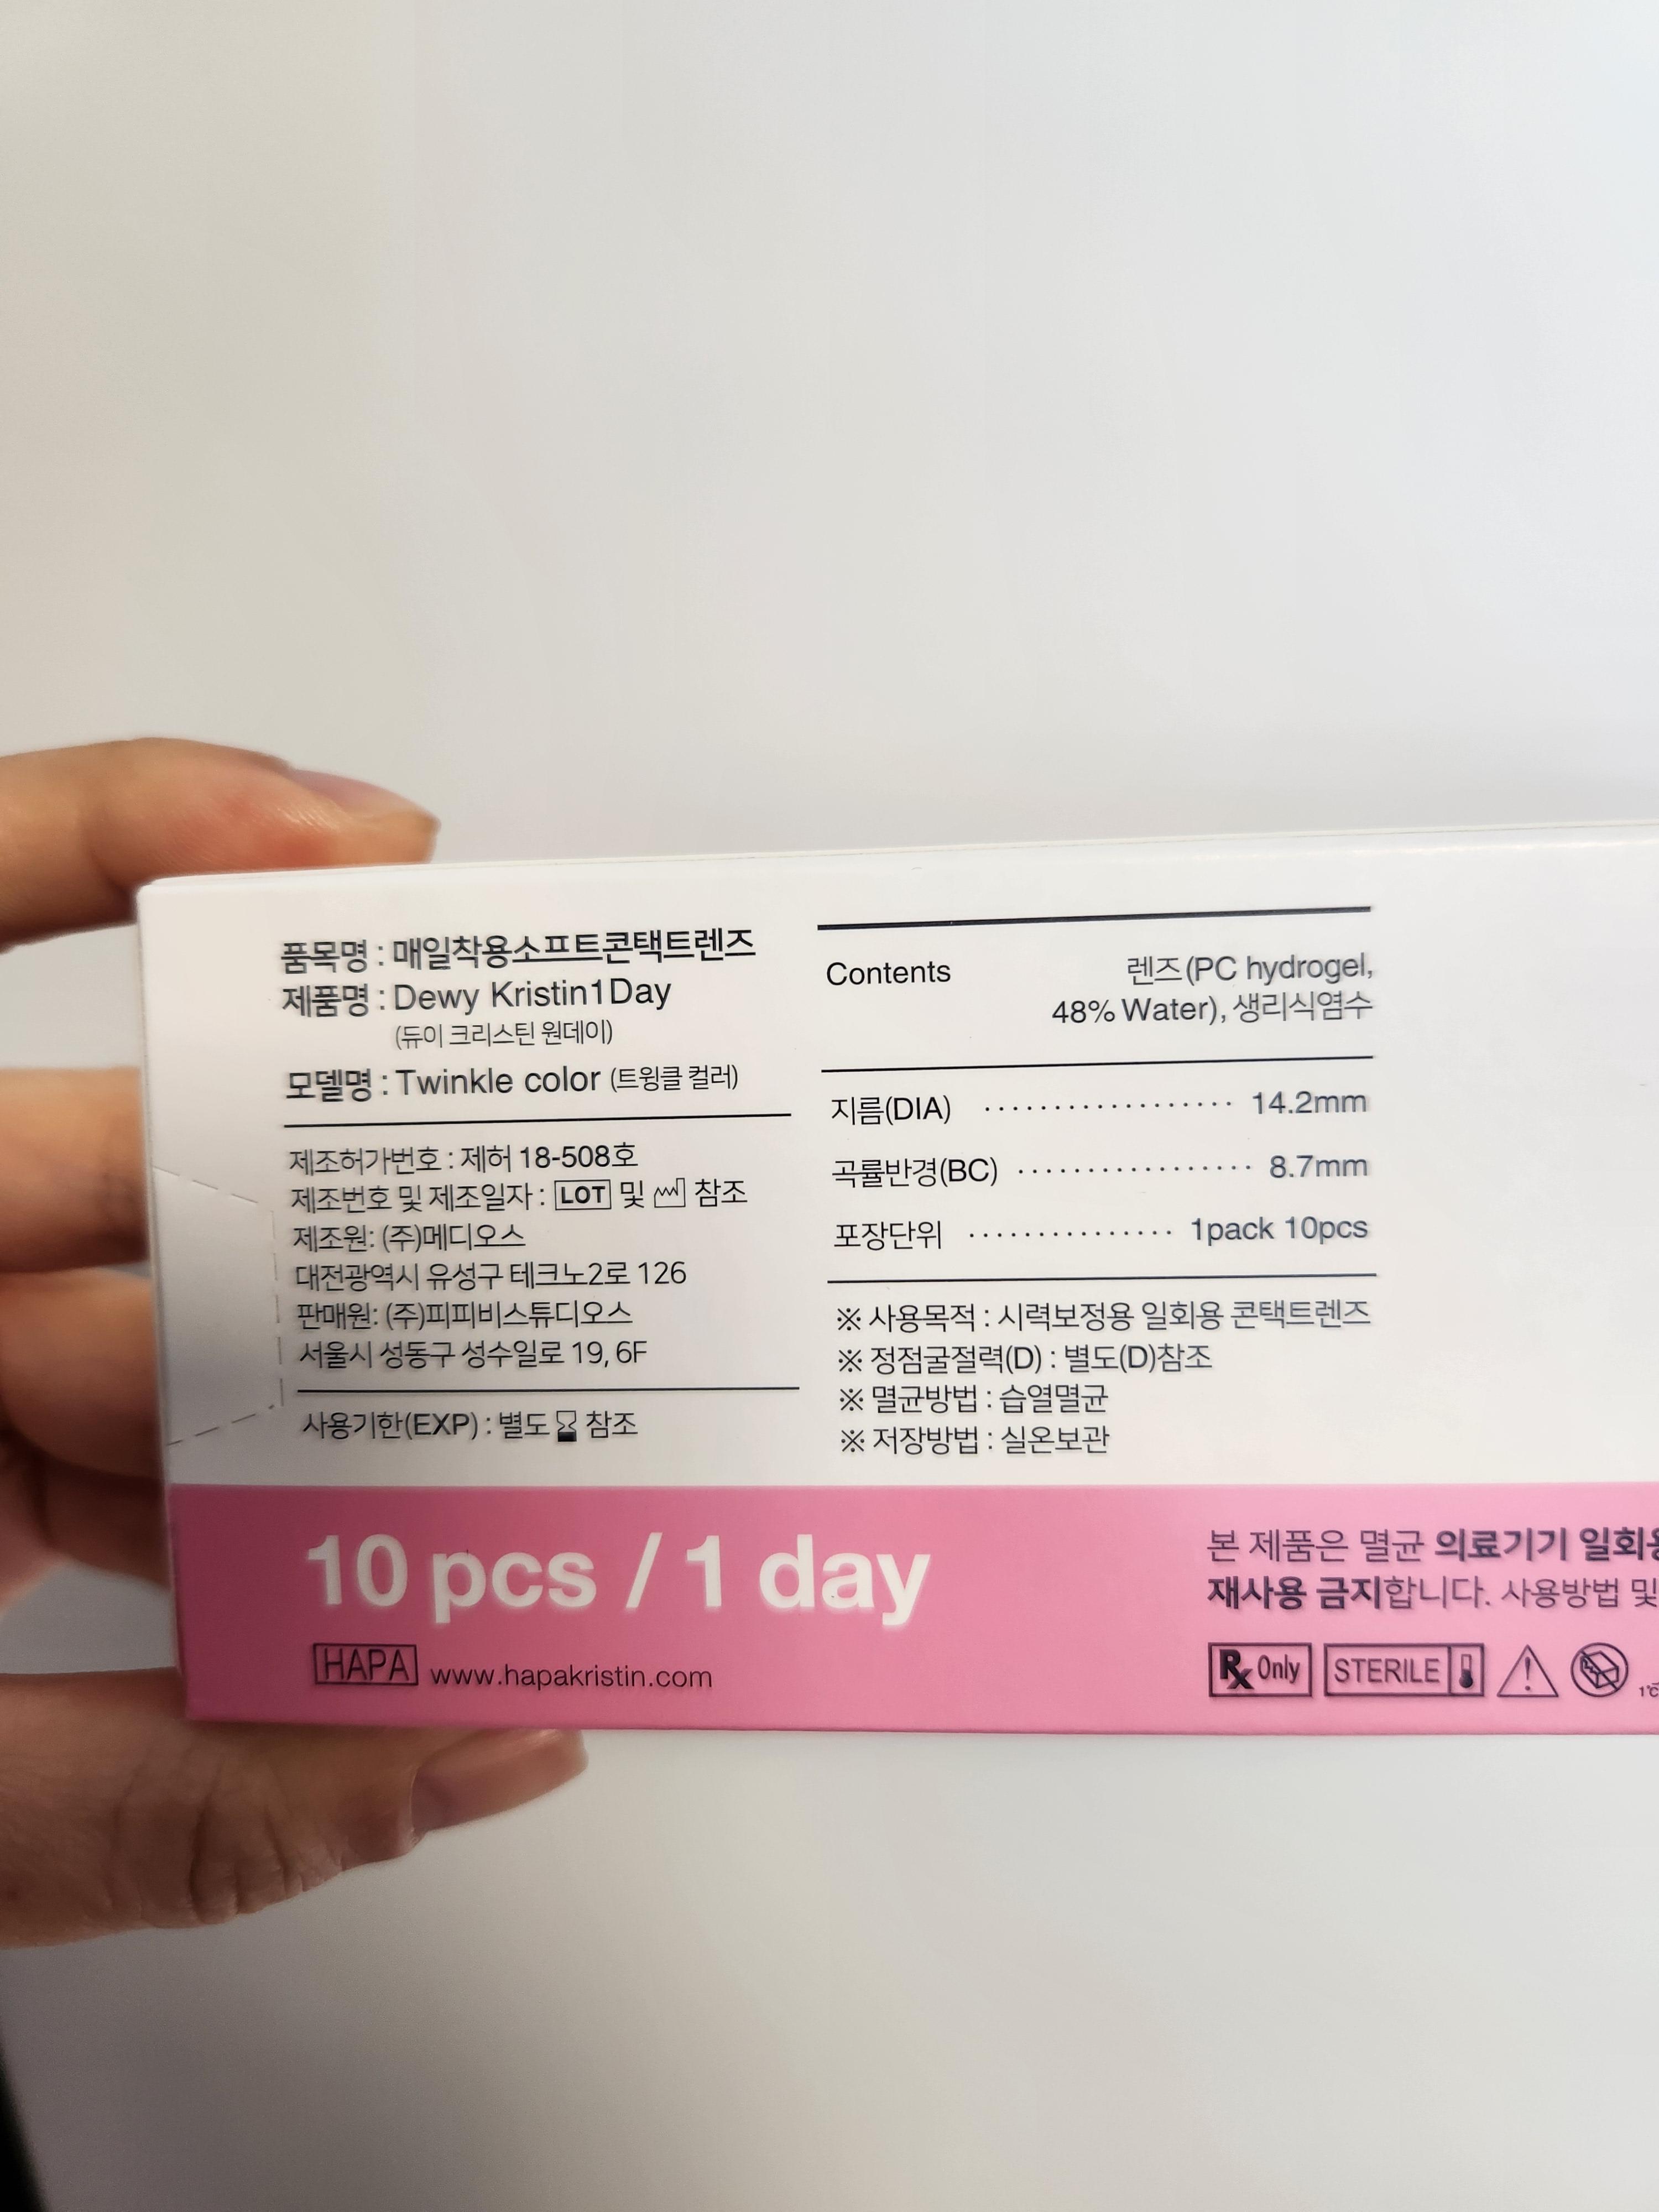 품목명 : 매일착용소프트콘택트렌즈
제품명 : Dewy Kristin1Day
(듀이 크리스틴 원데이)
모델명 : Twinkle color (트윙클 컬러)
제조허가번호 : 제허 18-508호
제조번호 및 제조일자 : LOT 및 참조
제조원: (주)메디오스
대전광역시 유성구 테크노2로 126
판매원: (주)피피비스튜디오스
서울시 성동구 성수일로 19, 6F
사용기한(EXP) : 별도 참조
Contents 렌즈(PC hydrogel,
48% Water), 생리식염수
지름(DIA) ··················· 14.2mm
곡률반경(BC) ················· 8.7mm
포장단위 ··············· 1pack 10pcs
※ 사용목적 : 시력보정용 일회용 콘택트렌즈
※ 정점굴절력(D) : 별도(D)참조
※ 멸균방법 : 습열멸균
※ 저장방법 : 실온보관
10 pcs / 1 day
HAPA www.hapakristin.com
본 제품은 멸균 의료기기 일회용
재사용 금지합니다. 사용방법 및
Rx Only STERILE
1℃